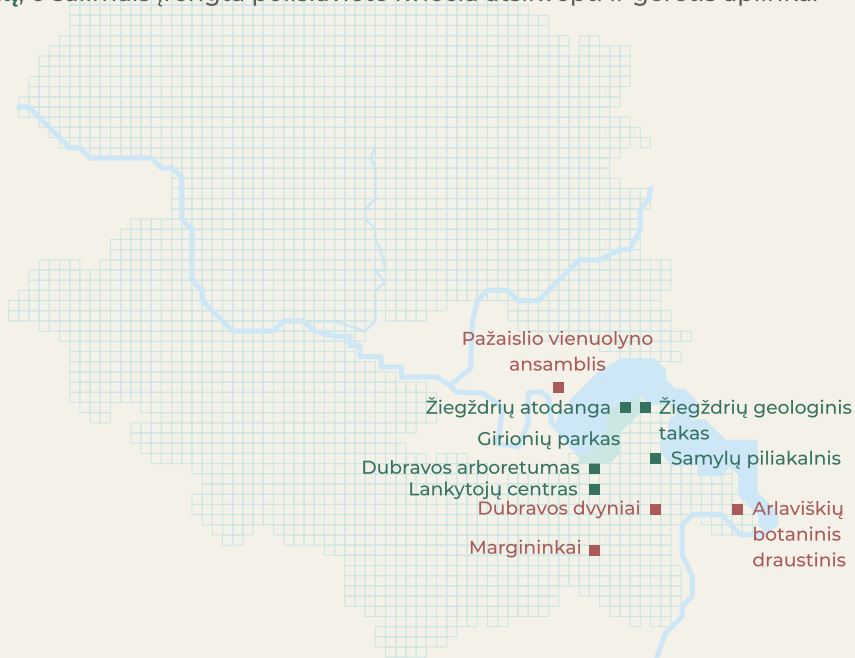 Pažaislio vienuolyno
ansamblis
Žiegždrių atodanga
Žiegždrių geologinis
takas
Girionių parkas
Samylų piliakalnis
Dubravos arboretumas
Lankytojų centras
Dubravos dvyniai
Arlaviškių
botaninis
draustinis
Margininkai